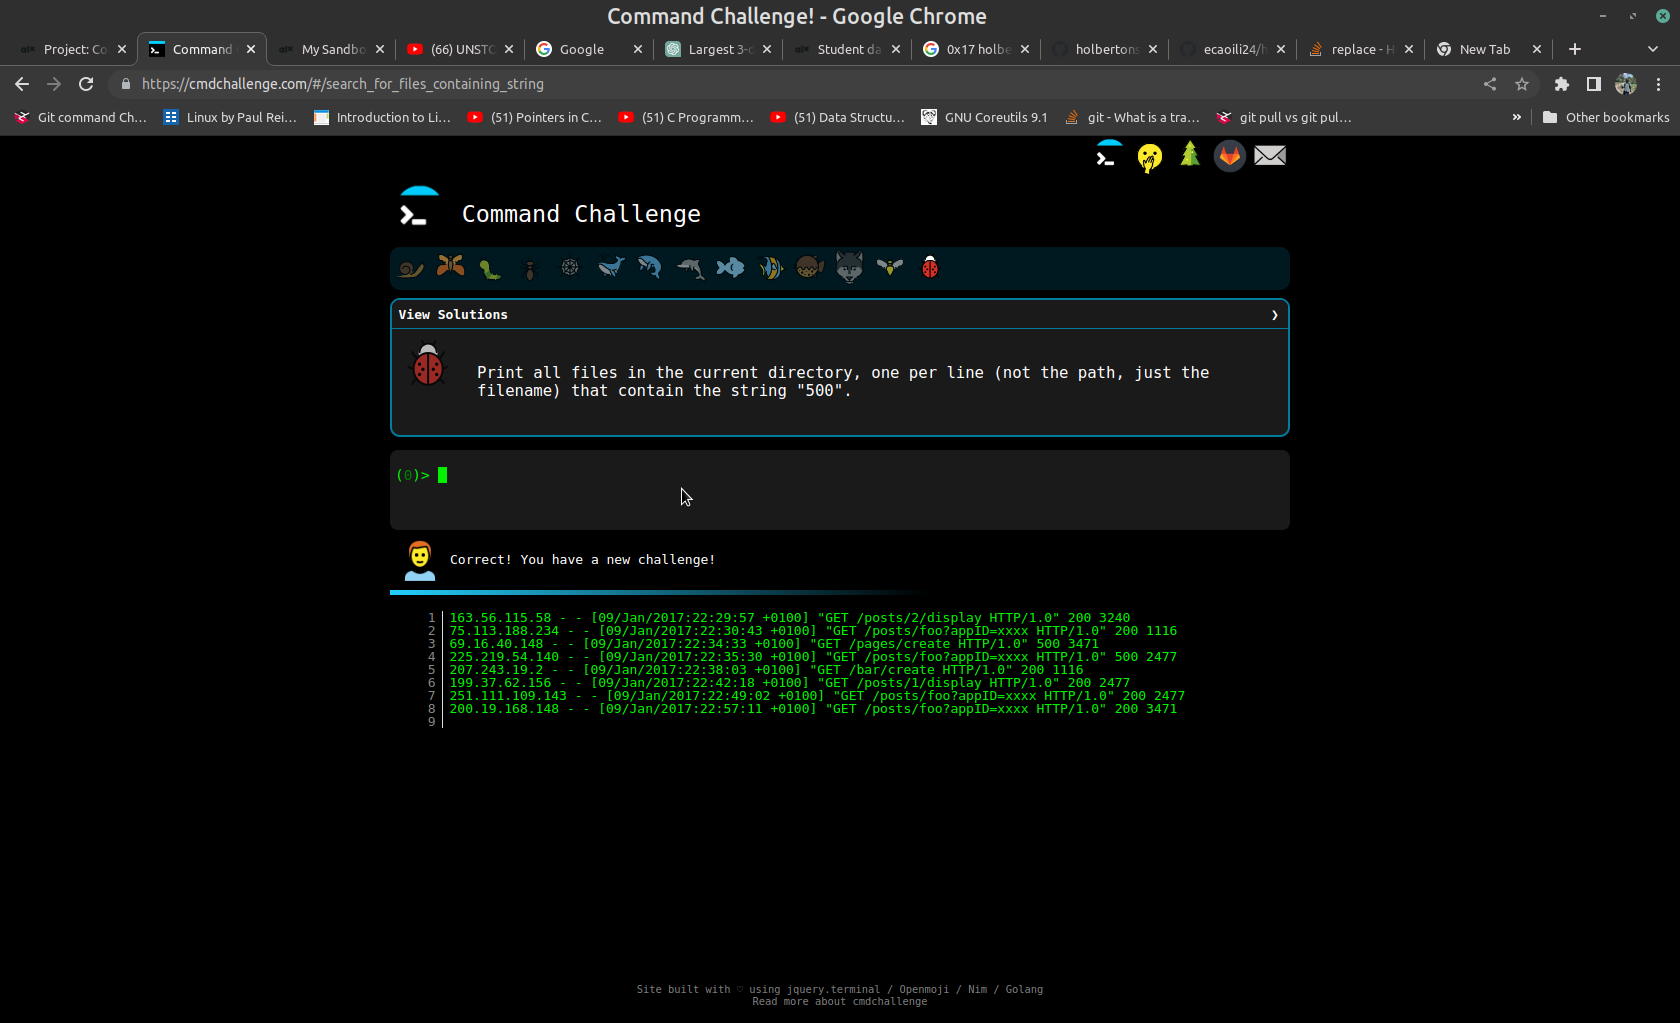 Command Challenge! - Google Chrome
Project: Co
Command
My Sandbo
(66) UNSTO
Google
Largest 3-d
Student da
0x17 holbe
holbertons
ecaoili24/h
replace - H
New Tab
https://cmdchallenge.com/#/search_for_files_containing_string
Git command Ch...
Linux by Paul Rei...
Introduction to Li...
(51) Pointers in C...
(51) C Programm...
(51) Data Structu...
GNU Coreutils 9.1
git - What is a tra...
git pull vs git pul...
»
Other bookmarks
Command Challenge
View Solutions ❯
Print all files in the current directory, one per line (not the path, just the
filename) that contain the string "500".
(0)>
Correct! You have a new challenge!
1 163.56.115.58 - - [09/Jan/2017:22:29:57 +0100] "GET /posts/2/display HTTP/1.0" 200 3240
2 75.113.188.234 - - [09/Jan/2017:22:30:43 +0100] "GET /posts/foo?appID=xxxx HTTP/1.0" 200 1116
3 69.16.40.148 - - [09/Jan/2017:22:34:33 +0100] "GET /pages/create HTTP/1.0" 500 3471
4 225.219.54.140 - - [09/Jan/2017:22:35:30 +0100] "GET /posts/foo?appID=xxxx HTTP/1.0" 500 2477
5 207.243.19.2 - - [09/Jan/2017:22:38:03 +0100] "GET /bar/create HTTP/1.0" 200 1116
6 199.37.62.156 - - [09/Jan/2017:22:42:18 +0100] "GET /posts/1/display HTTP/1.0" 200 2477
7 251.111.109.143 - - [09/Jan/2017:22:49:02 +0100] "GET /posts/foo?appID=xxxx HTTP/1.0" 200 2477
8 200.19.168.148 - - [09/Jan/2017:22:57:11 +0100] "GET /posts/foo?appID=xxxx HTTP/1.0" 200 3471
9
Site built with ♡ using jquery.terminal / Openmoji / Nim / Golang
Read more about cmdchallenge